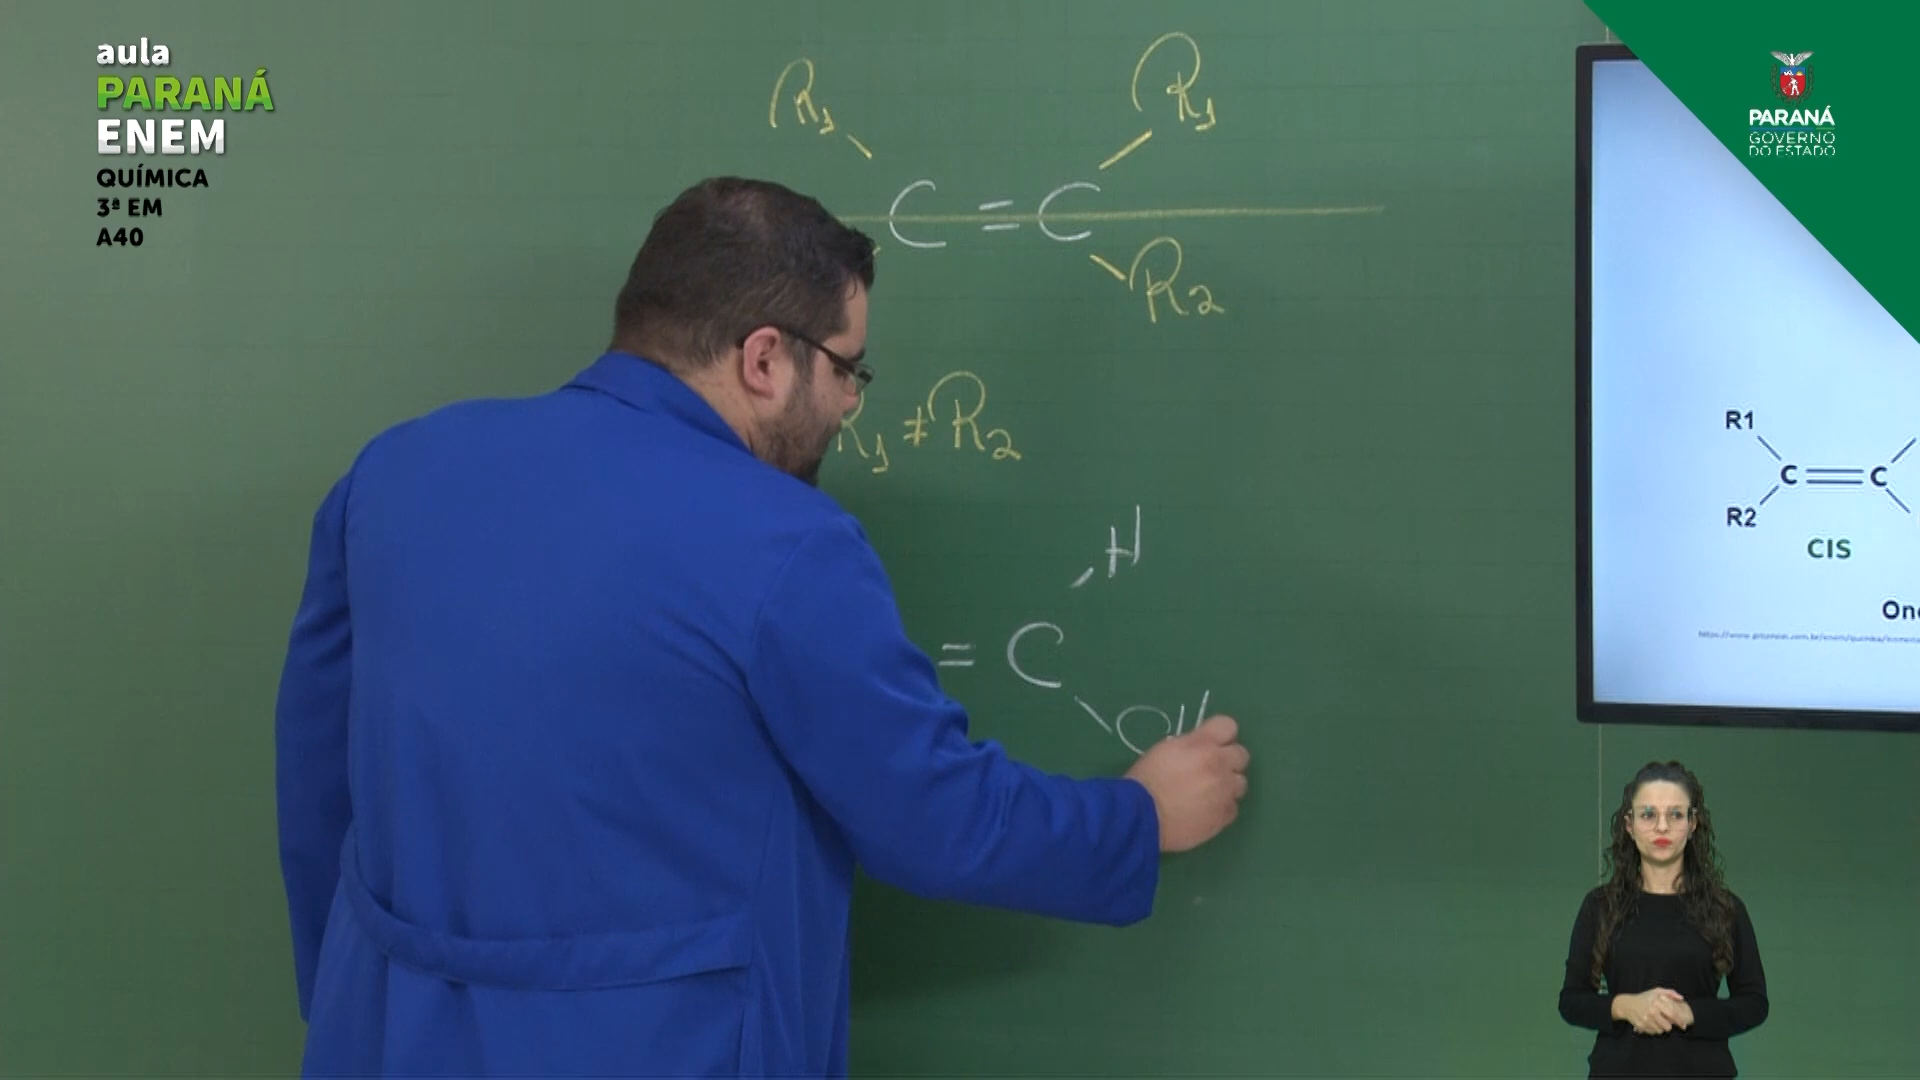 aula
PARANÁ
ENEM
QUÍMICA
3ª EM
A40
R1 R1
C = C
R2
R1 ≠ R2
H
= C
OH
PARANÁ
GOVERNO
DO ESTADO
R1
C C
R2
CIS